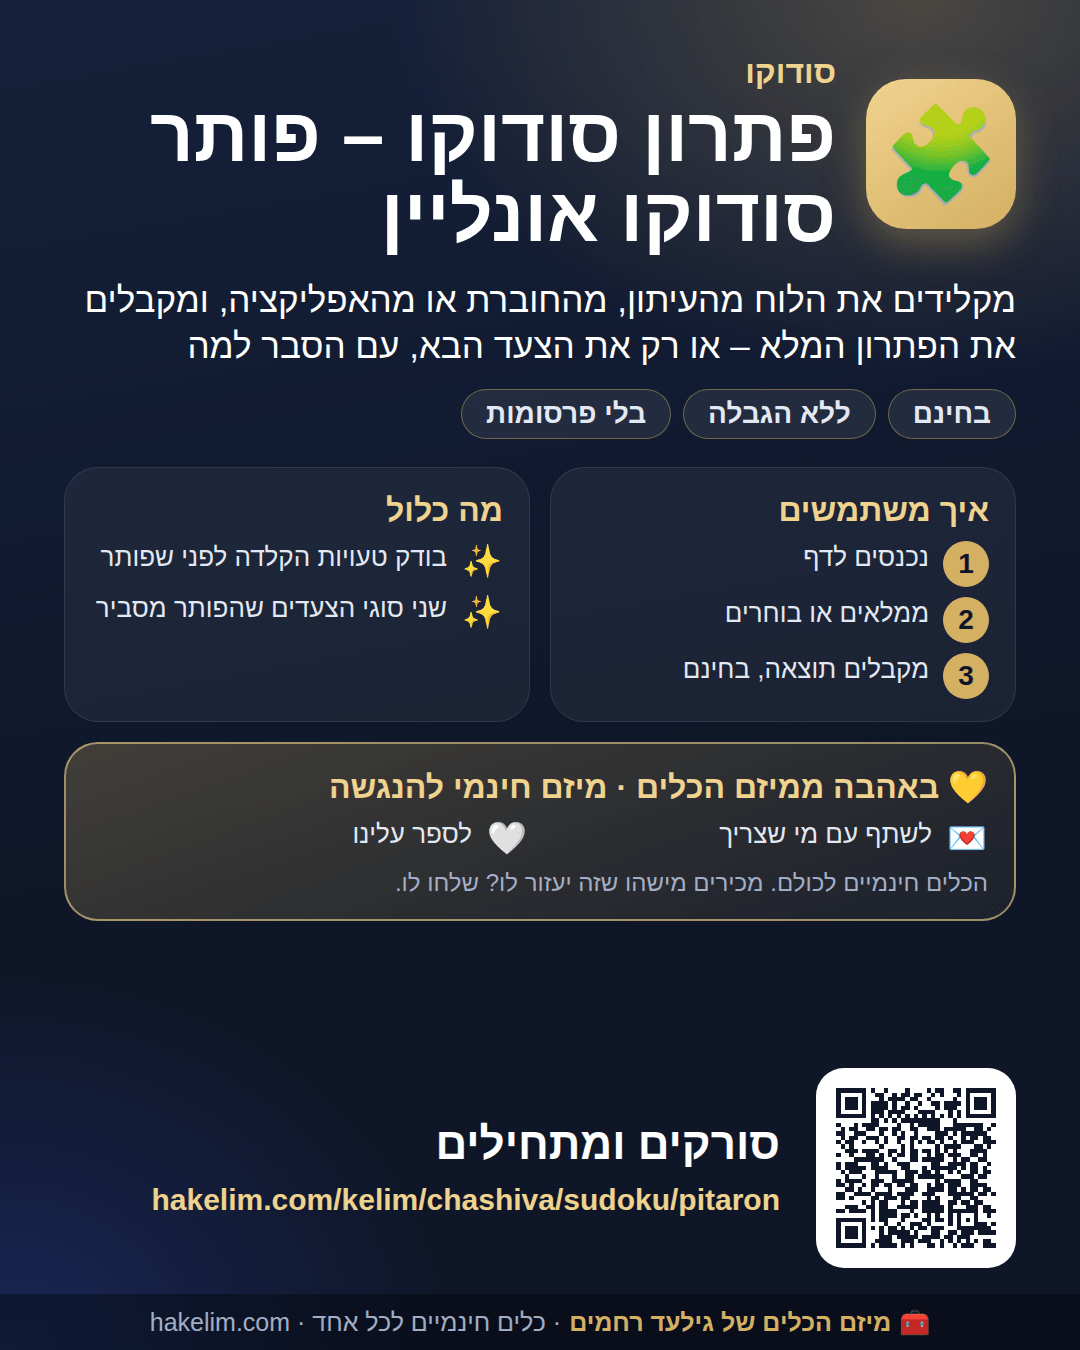 סודוקו
פתרון סודוקו – פותר
סודוקו אונליין
מקלידים את הלוח מהעיתון, מהחוברת או מהאפליקציה, ומקבלים
את הפתרון המלא – או רק את הצעד הבא, עם הסבר למה
בחינם
ללא הגבלה
בלי פרסומות
איך משתמשים
1 נכנסים לדף
2 ממלאים או בוחרים
3 מקבלים תוצאה, בחינם
מה כלול
בודק טעויות הקלדה לפני שפותר
שני סוגי הצעדים שהפותר מסביר
באהבה ממיזם הכלים · מיזם חינמי להנגשה
לשתף עם מי שצריך
לספר עלינו
הכלים חינמיים לכולם. מכירים מישהו שזה יעזור לו? שלחו לו.
סורקים ומתחילים
hakelim.com/kelim/chashiva/sudoku/pitaron
מיזם הכלים של גילעד רחמים · כלים חינמיים לכל אחד · hakelim.com